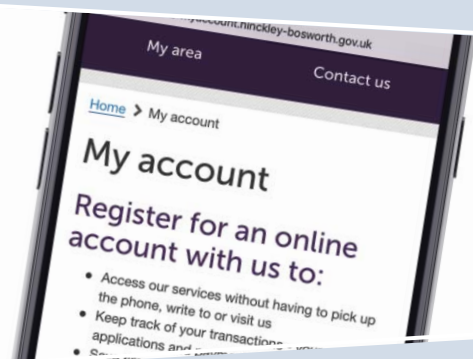 myaccount.hinckley-bosworth.gov.uk
My area
Contact us
Home > My account
My account
Register for an online
account with us to:
Access our services without having to pick up
the phone, write to or visit us
Keep track of your transactions
applications and